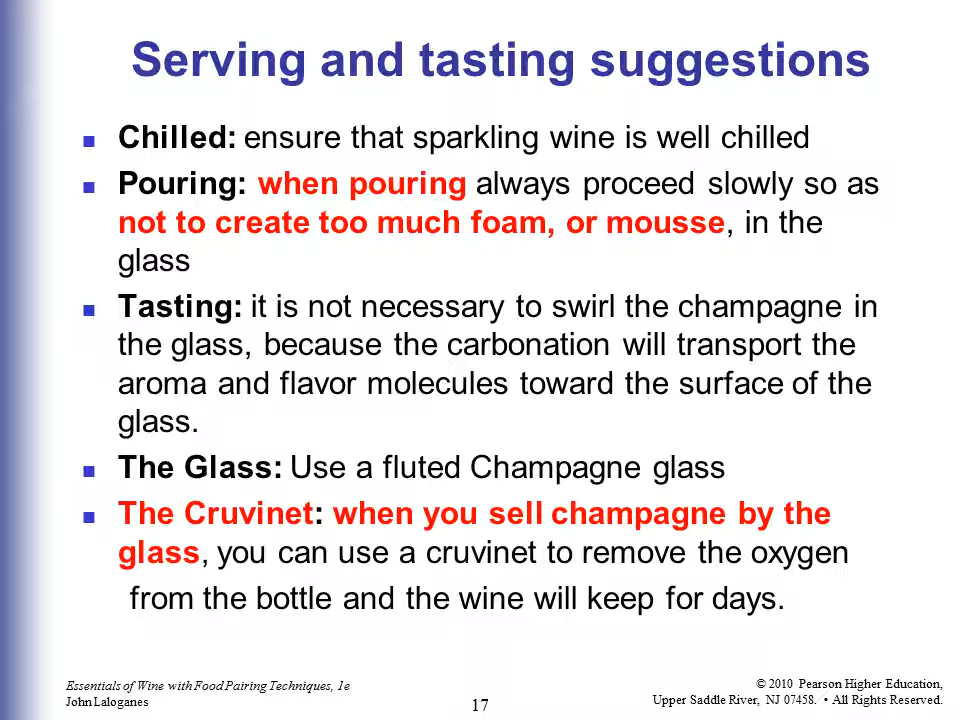 Serving and tasting suggestions
Chilled: ensure that sparkling wine is well chilled
Pouring: when pouring always proceed slowly so as
not to create too much foam, or mousse, in the
glass
Tasting: it is not necessary to swirl the champagne in
the glass, because the carbonation will transport the
aroma and flavor molecules toward the surface of the
glass.
The Glass: Use a fluted Champagne glass
The Cruvinet: when you sell champagne by the
glass, you can use a cruvinet to remove the oxygen
from the bottle and the wine will keep for days.
Essentials of Wine with Food Pairing Techniques, 1e
John Laloganes
17
© 2010 Pearson Higher Education,
Upper Saddle River, NJ 07458. • All Rights Reserved.